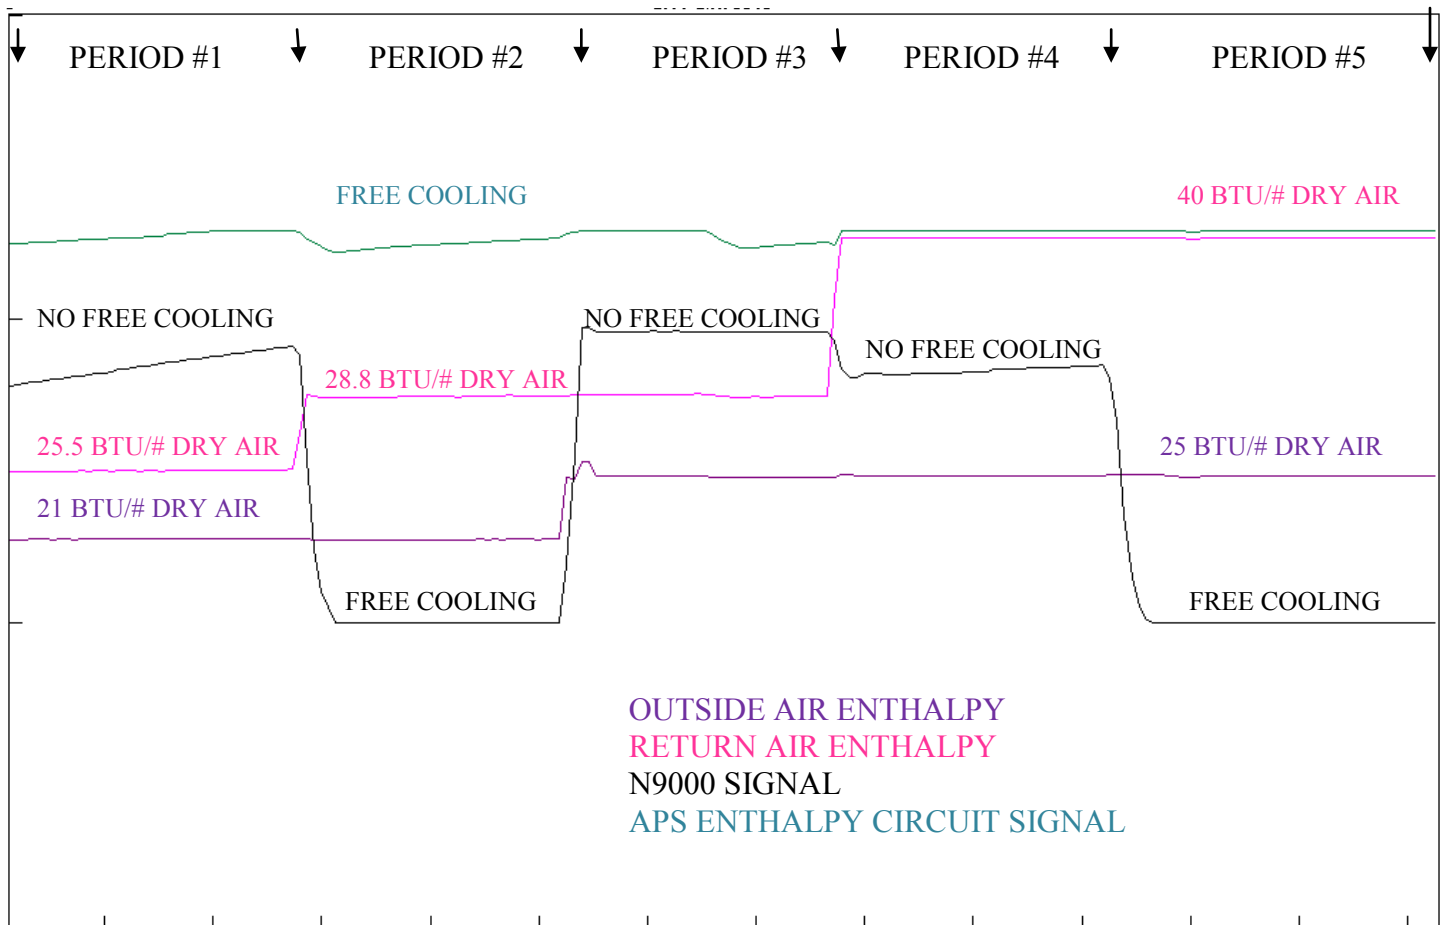 PERIOD #1 PERIOD #2 PERIOD #3 PERIOD #4 PERIOD #5
FREE COOLING 40 BTU/# DRY AIR
NO FREE COOLING NO FREE COOLING
NO FREE COOLING
28.8 BTU/# DRY AIR
25.5 BTU/# DRY AIR 25 BTU/# DRY AIR
21 BTU/# DRY AIR
FREE COOLING FREE COOLING
OUTSIDE AIR ENTHALPY
RETURN AIR ENTHALPY
N9000 SIGNAL
APS ENTHALPY CIRCUIT SIGNAL